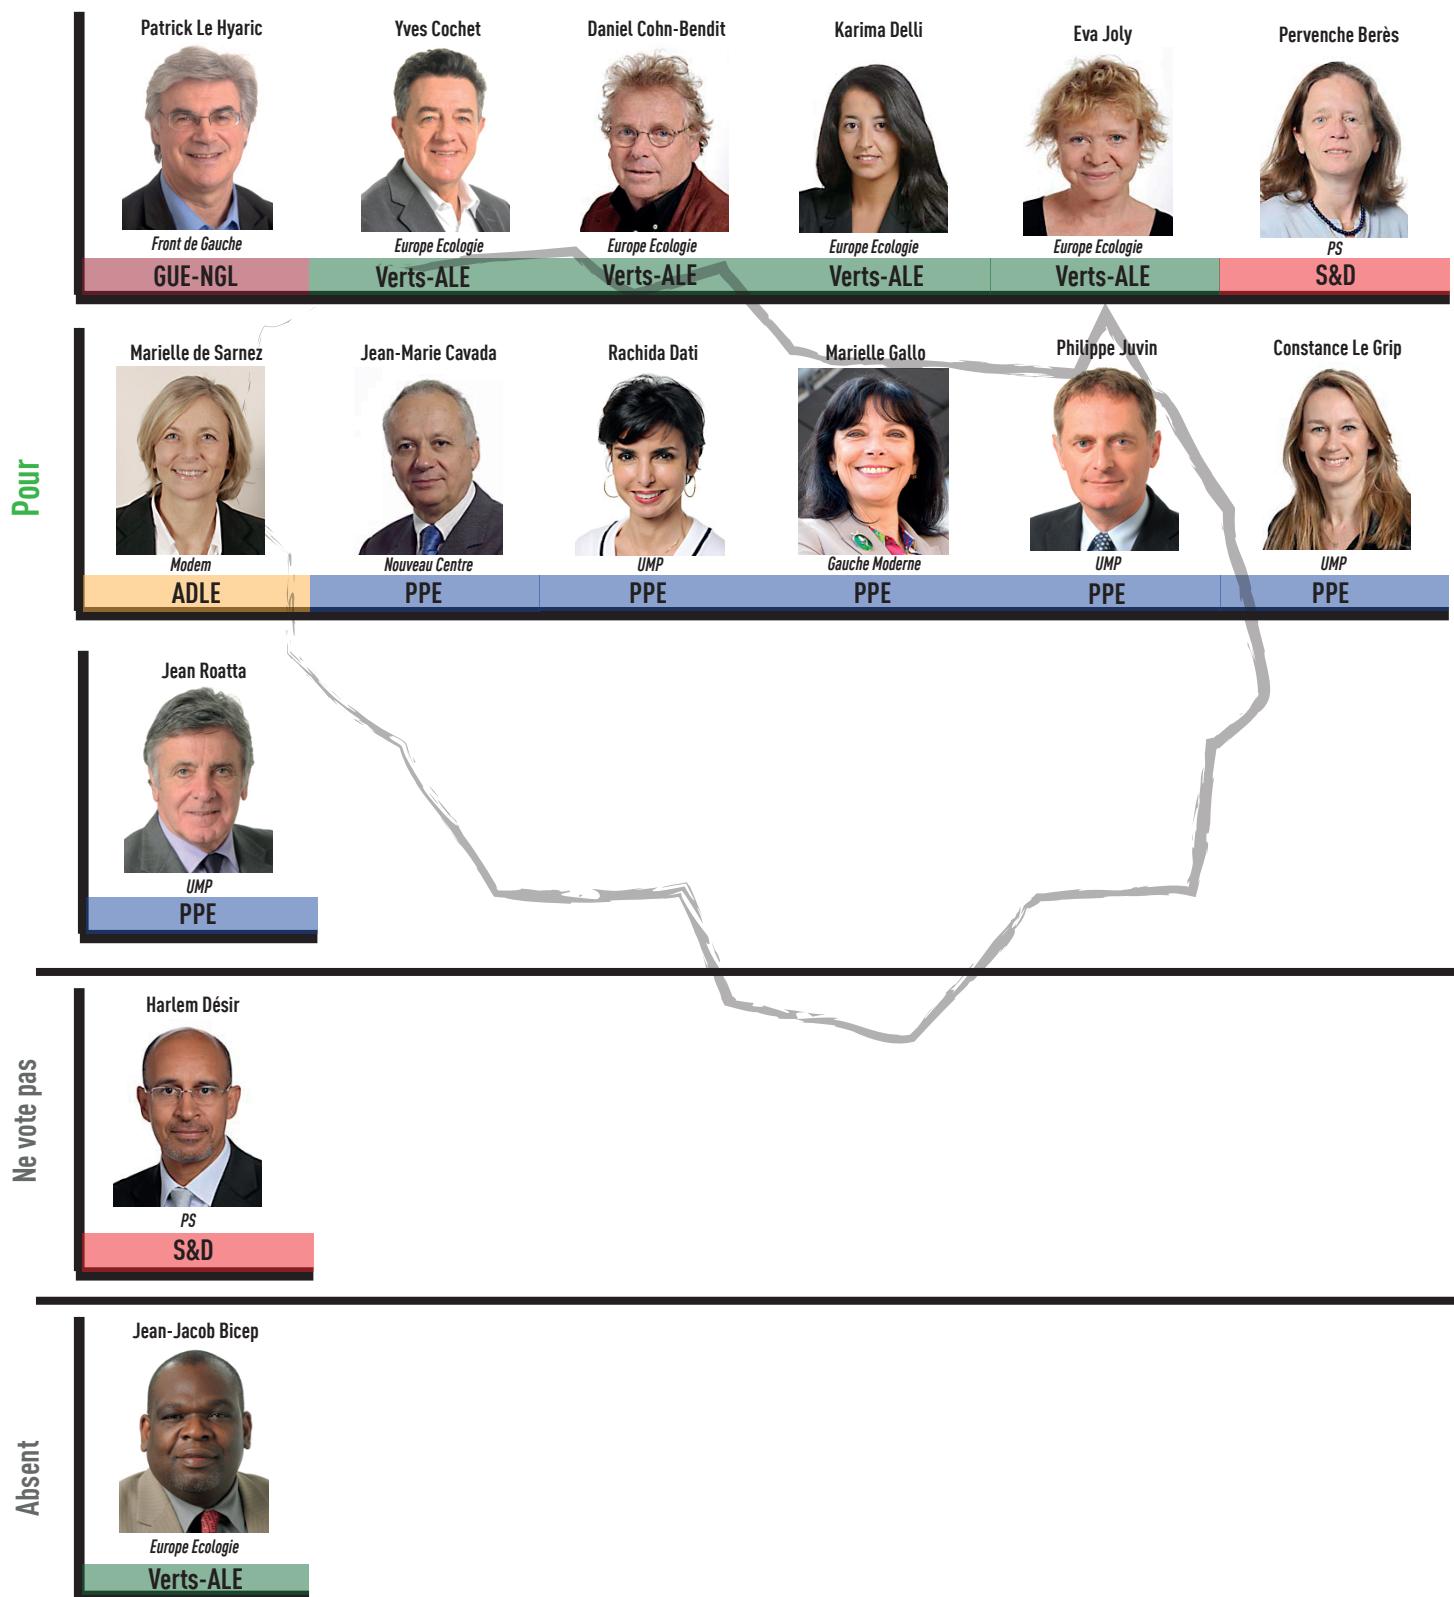 Patrick Le Hyaric
Yves Cochet
Daniel Cohn-Bendit
Karima Delli
Eva Joly
Pervenche Berès
Front de Gauche
Europe Ecologie
Europe Ecologie
Europe Ecologie
Europe Ecologie
PS
GUE-NGL
Verts-ALE
Verts-ALE
Verts-ALE
Verts-ALE
S&D
Pour
Marielle de Sarnez
Jean-Marie Cavada
Rachida Dati
Marielle Gallo
Philippe Juvin
Constance Le Grip
Modem
Nouveau Centre
UMP
Gauche Moderne
UMP
UMP
ADLE
PPE
PPE
PPE
PPE
PPE
Jean Roatta
UMP
PPE
Ne vote pas
Harlem Désir
PS
S&D
Absent
Jean-Jacob Bicep
Europe Ecologie
Verts-ALE